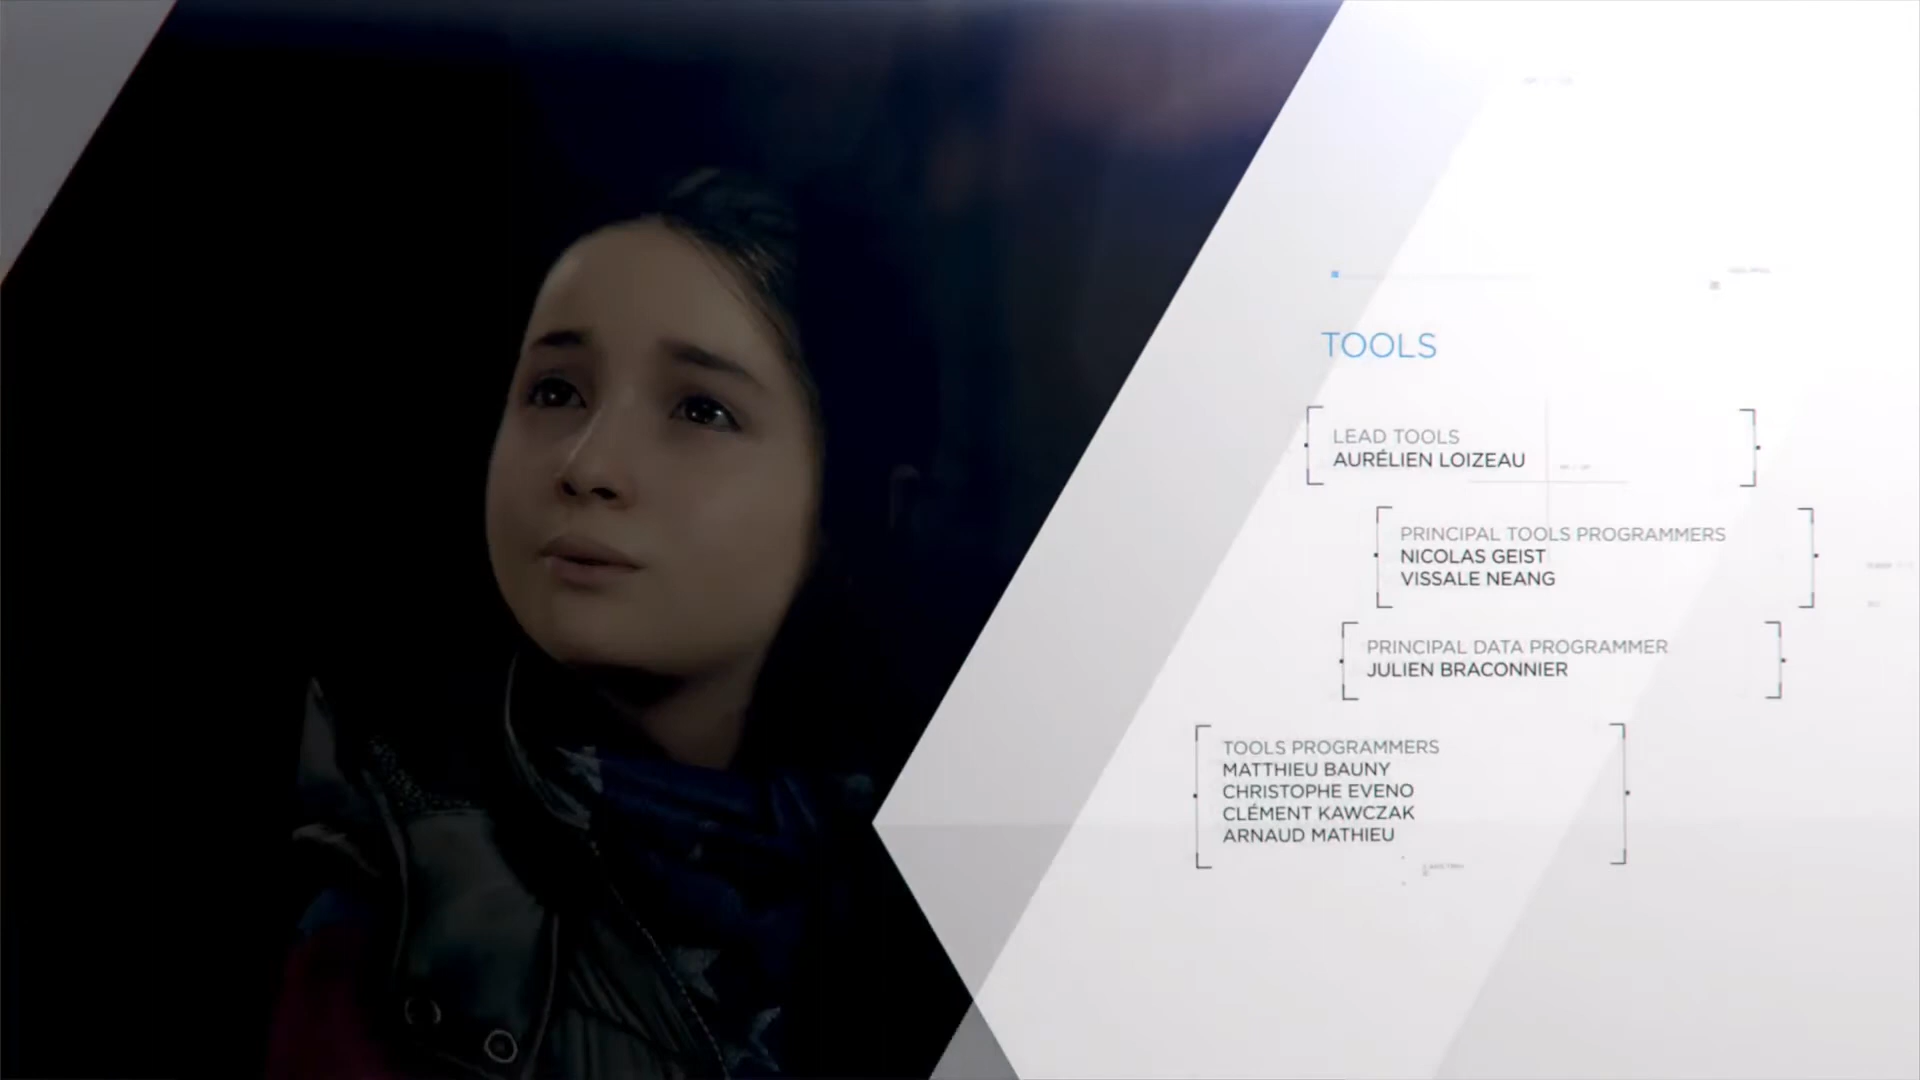 TOOLS
LEAD TOOLS
AURÉLIEN LOIZEAU
PRINCIPAL TOOLS PROGRAMMERS
NICOLAS GEIST
VISSALE NEANG
PRINCIPAL DATA PROGRAMMER
JULIEN BRACONNIER
TOOLS PROGRAMMERS
MATTHIEU BAUNY
CHRISTOPHE EVENO
CLÉMENT KAWCZAK
ARNAUD MATHIEU